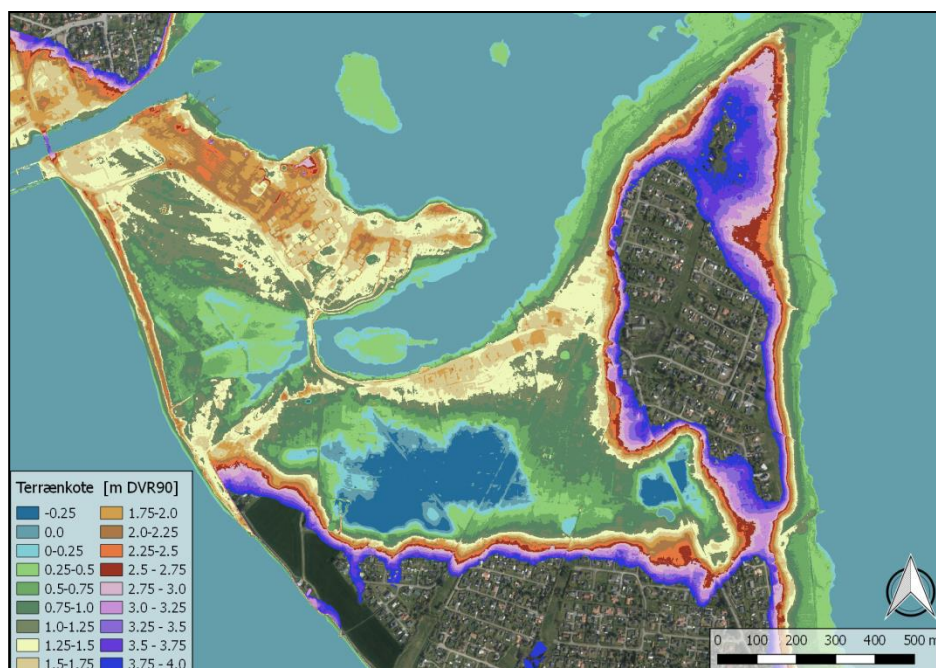 Terrænkote [m DVR90]
-0.25 1.75-2.0
0.0 2.0-2.25
0-0.25 2.25-2.5
0.25-0.5 2.5 - 2.75
0.5-0.75 2.75 - 3.0
0.75-1.0 3.0 - 3.25
1.0-1.25 3.25 - 3.5
1.25-1.5 3.5 - 3.75
1.5-1.75 3.75 - 4.0
0 100 200 300 400 500 m